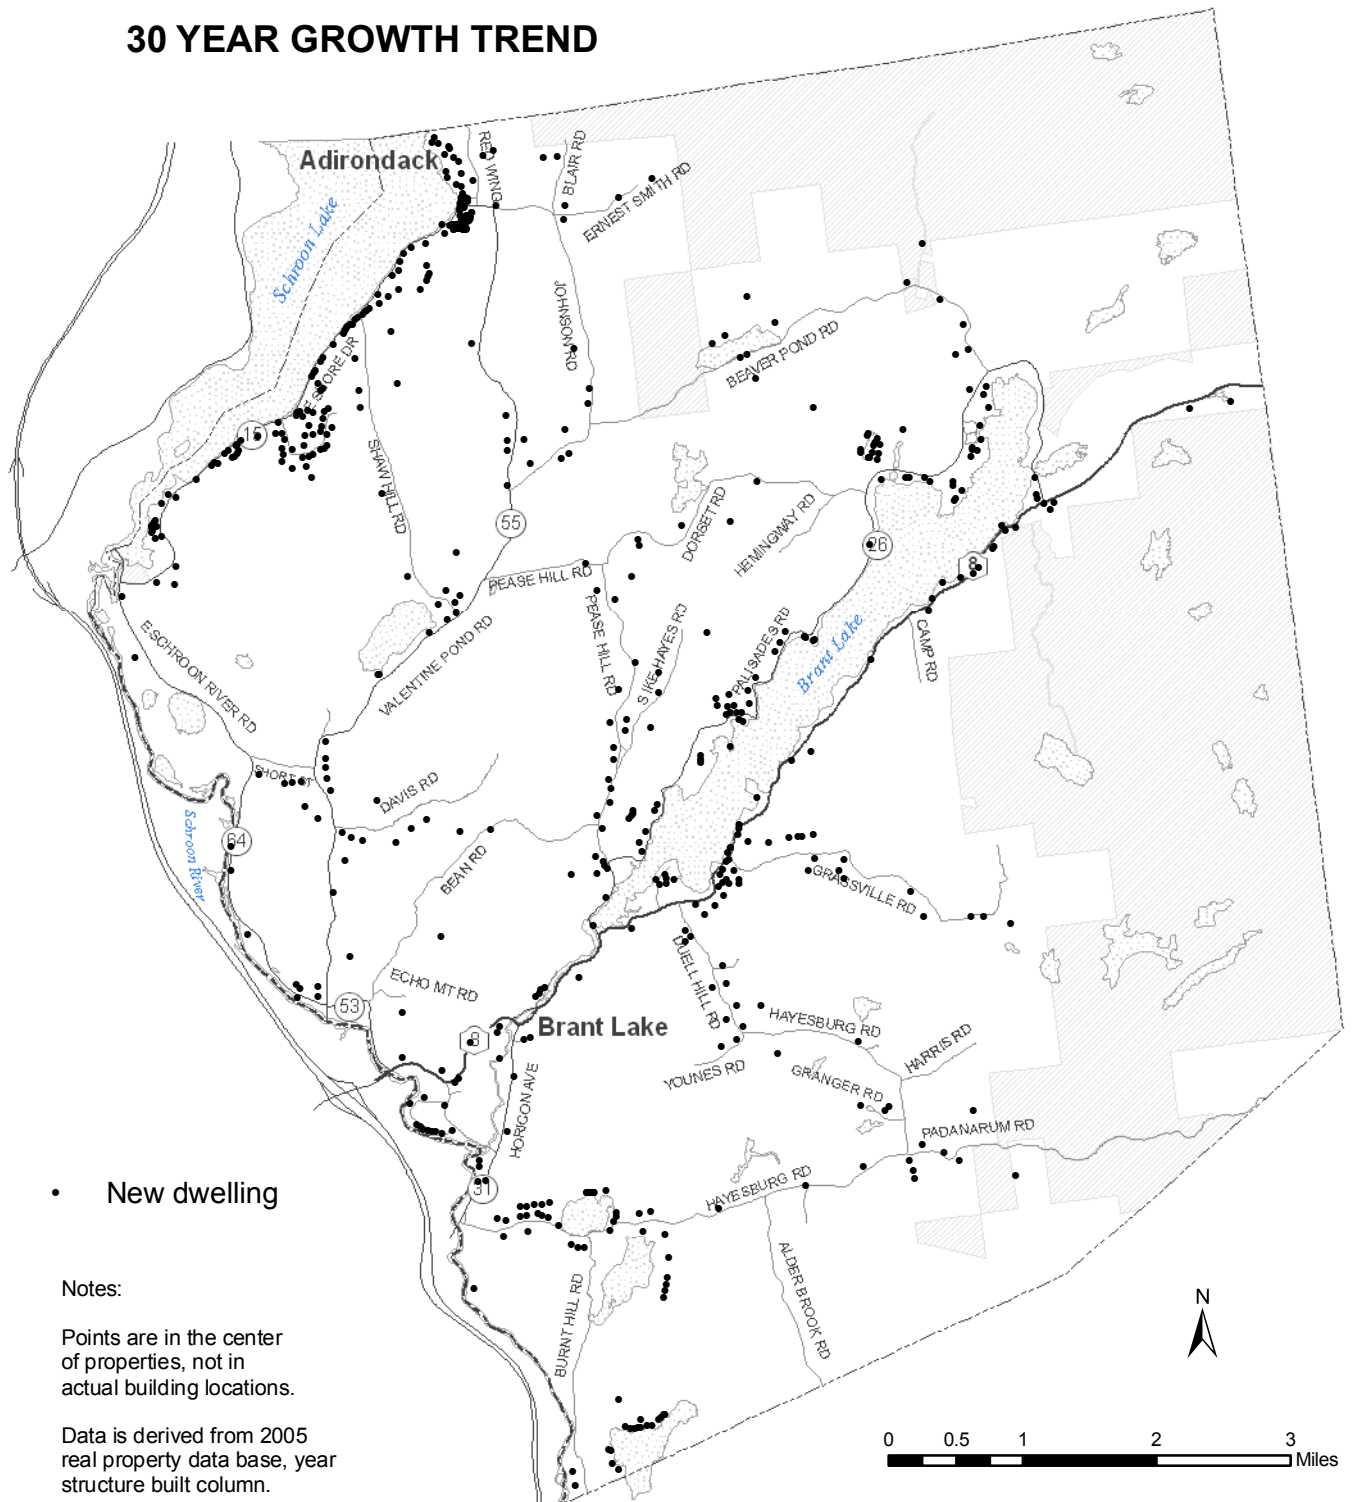 30 YEAR GROWTH TREND
Adirondack
RED WING
BLAIR RD
ERNEST SMITH RD
Schroon Lake
JOHNSON RD
E SHORE DR
BEAVER POND RD
15
SHAW HILL RD
55
DORSET RD
HEMINGWAY RD
26
8
PEASE HILL RD
PEASE HILL RD
SIKE HAYES RD
PALISADES RD
Brant Lake
CAMP RD
E SCHROON RIVER RD
VALENTINE POND RD
SHORT ST
DAVIS RD
Schroon River
64
BEAN RD
GRASSVILLE RD
DUELL HILL RD
ECHO MT RD
53
8
Brant Lake
HAYESBURG RD
HARRIS RD
YOUNES RD
GRANGER RD
HORICON AVE
PADANARUM RD
31
HAYESBURG RD
BURNT HILL RD
ALDER BROOK RD
New dwelling
Notes:
Points are in the center
of properties, not in
actual building locations.
Data is derived from 2005
real property data base, year
structure built column.
N
0 0.5 1 2 3
Miles